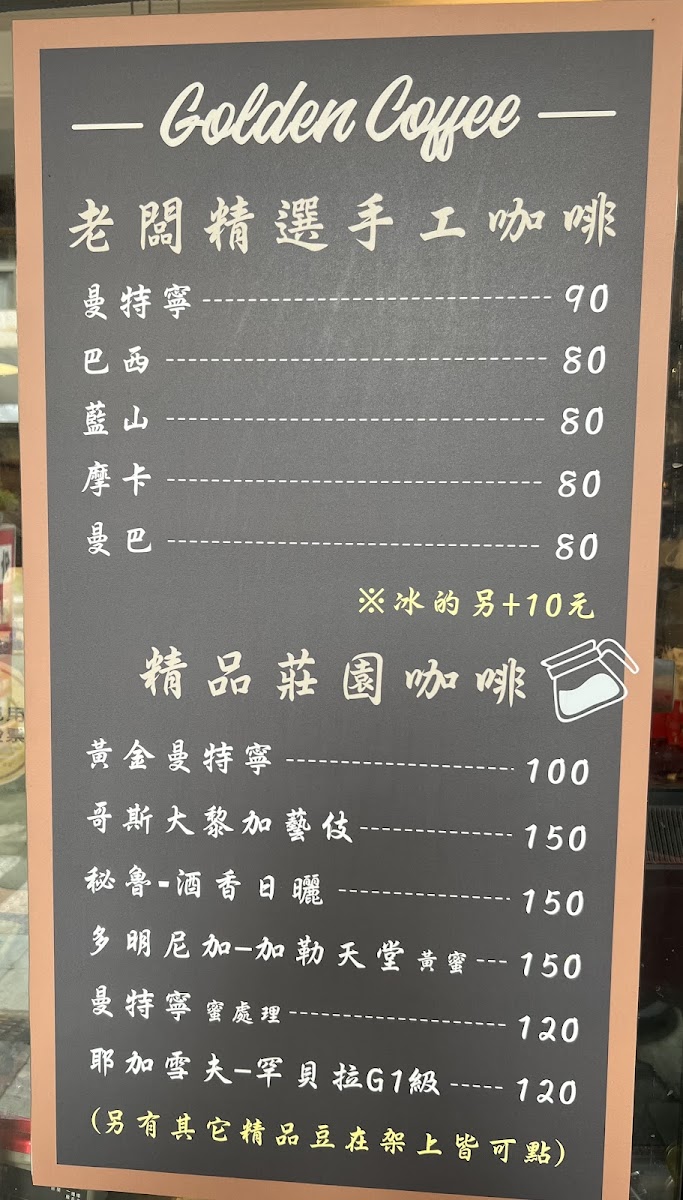 Golden Coffee
老闆精選手工咖啡
曼特寧 90
巴西 80
藍山 80
摩卡 80
曼巴 80
※冰的另+10元
精品莊園咖啡
黃金曼特寧 100
哥斯大黎加藝伎 150
秘魯-酒香日曬 150
多明尼加-加勒天堂 黃蜜 150
曼特寧 蜜處理 120
耶加雪夫-罕貝拉G1級 120
(另有其它精品豆在架上皆可點)